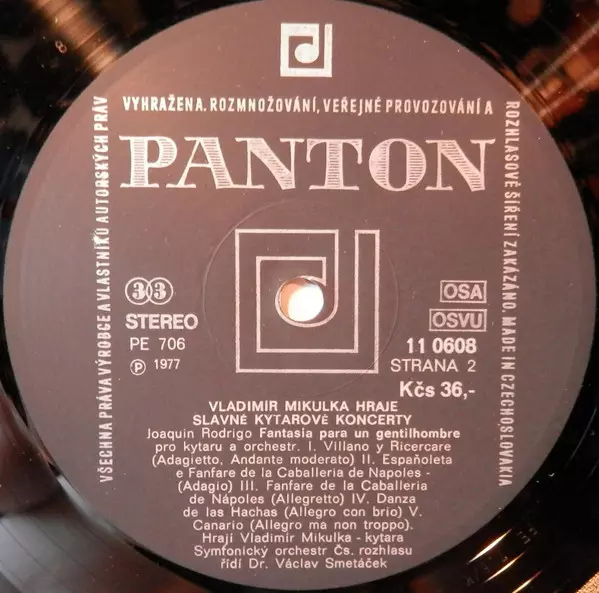 VŠECHNA PRÁVA VÝROBCE A VLASTNÍKŮ AUTORSKÝCH PRÁV
VYHRAŽENA. ROZMNOŽOVÁNÍ, VEŘEJNÉ PROVOZOVÁNÍ A
ROZHLASOVÉ ŠÍŘENÍ ZAKÁZÁNO. MADE IN CZECHOSLOVAKIA
PANTON
33
STEREO
PE 706
Ⓟ 1977
OSA
OSVU
11 0608
STRANA 2
Kčs 36,-
VLADIMÍR MIKULKA HRAJE
SLAVNÉ KYTAROVÉ KONCERTY
Joaquin Rodrigo Fantasia para un gentilhombre
pro kytaru a orchestr. I. Villano y Ricercare
(Adagietto, Andante moderato) II. Españoleta
e Fanfare de la Caballeria de Napoles -
(Adagio) III. Fanfare de la Caballeria
de Nápoles (Allegretto) IV. Danza
de las Hachas (Allegro con brio) V.
Canario (Allegro ma non troppo).
Hrají Vladimír Mikulka - kytara
Symfonický orchestr Čs. rozhlasu
řídí Dr. Václav Smetáček